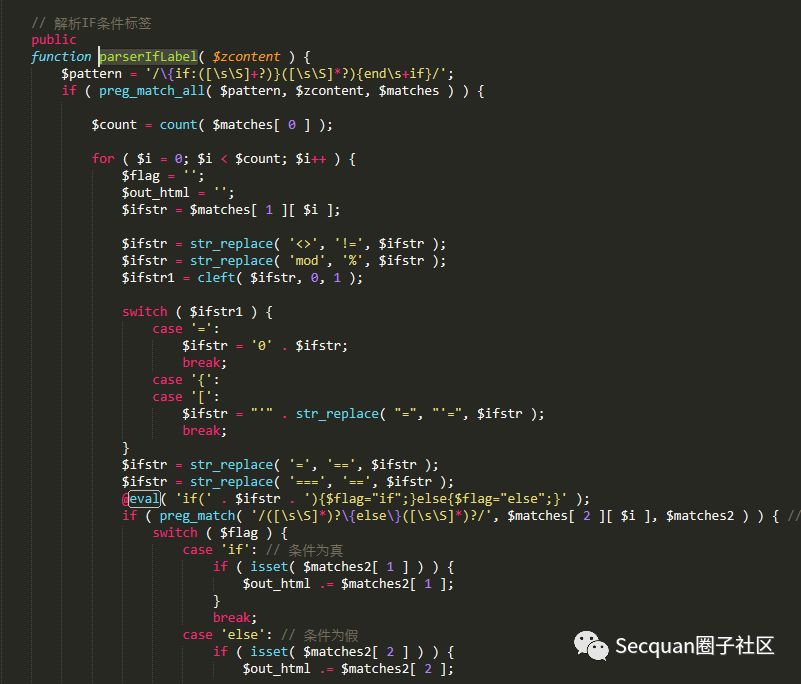 // 解析IF条件标签
public
function parserIfLabel( $zcontent ) {
$pattern = '/\{if:([\s\S]+?)}([\s\S]*?){end\s+if}/';
if ( preg_match_all( $pattern, $zcontent, $matches ) ) {
$count = count( $matches[ 0 ] );
for ( $i = 0; $i < $count; $i++ ) {
$flag = '';
$out_html = '';
$ifstr = $matches[ 1 ][ $i ];
$ifstr = str_replace( '<>', '!=', $ifstr );
$ifstr = str_replace( 'mod', '%', $ifstr );
$ifstr1 = cleft( $ifstr, 0, 1 );
switch ( $ifstr1 ) {
case '=':
$ifstr = '0' . $ifstr;
break;
case '{':
case '[':
$ifstr = "'" . str_replace( "=", "'=", $ifstr );
break;
}
$ifstr = str_replace( '=', '==', $ifstr );
$ifstr = str_replace( '===', '==', $ifstr );
@eval( 'if(' . $ifstr . '){$flag="if";}else{$flag="else";}' );
if ( preg_match( '/([\s\S]*)?\{else\}([\s\S]*)?/', $matches[ 2 ][ $i ], $matches2 ) ) { //
switch ( $flag ) {
case 'if': // 条件为真
if ( isset( $matches2[ 1 ] ) ) {
$out_html .= $matches2[ 1 ];
}
break;
case 'else': // 条件为假
if ( isset( $matches2[ 2 ] ) ) {
$out_html .= $matches2[ 2 ];
Secquan圈子社区